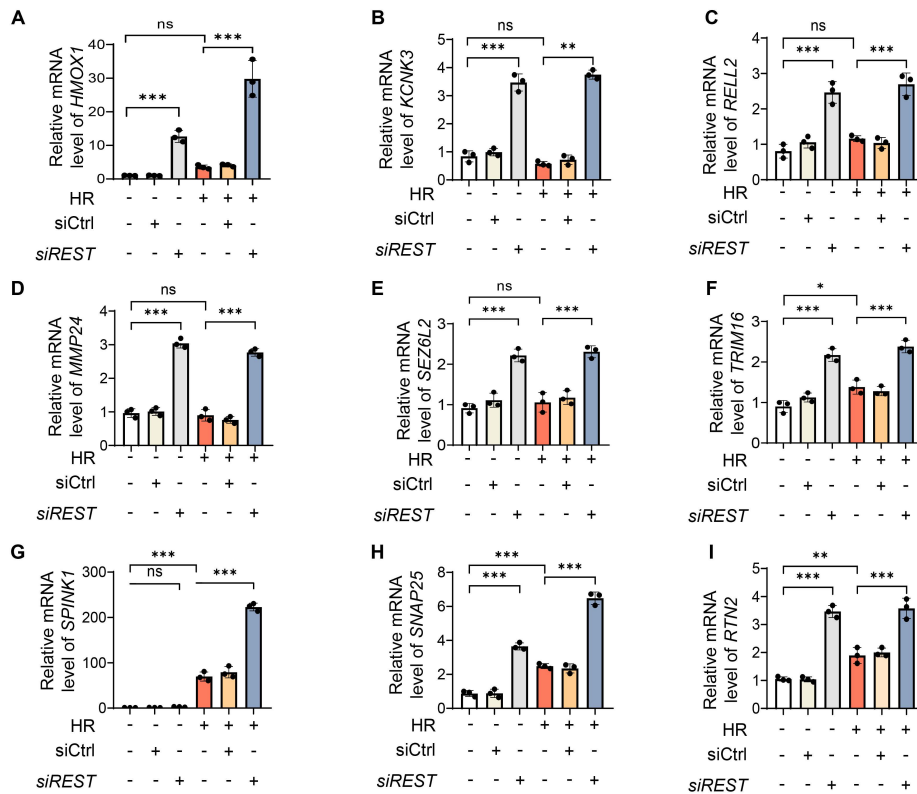 A
ns
***
***
Relative mRNA
level of HMOX1
40
30
20
10
0
HR - - - + + +
siCtrl - + - - + -
siREST - - + - - +
B
ns
***
**
Relative mRNA
level of KCNK3
5
4
3
2
1
0
HR - - - + + +
siCtrl - + - - + -
siREST - - + - - +
C
ns
***
***
Relative mRNA
level of RELL2
4
3
2
1
0
HR - - - + + +
siCtrl - + - - + -
siREST - - + - - +
D
ns
***
***
Relative mRNA
level of MMP24
4
3
2
1
0
HR - - - + + +
siCtrl - + - - + -
siREST - - + - - +
E
ns
***
***
Relative mRNA
level of SEZ6L2
3
2
1
0
HR - - - + + +
siCtrl - + - - + -
siREST - - + - - +
F
*
***
***
Relative mRNA
level of TRIM16
3
2
1
0
HR - - - + + +
siCtrl - + - - + -
siREST - - + - - +
G
***
ns
***
Relative mRNA
level of SPINK1
300
200
100
0
HR - - - + + +
siCtrl - + - - + -
siREST - - + - - +
H
***
***
***
Relative mRNA
level of SNAP25
8
6
4
2
0
HR - - - + + +
siCtrl - + - - + -
siREST - - + - - +
I
**
***
***
Relative mRNA
level of RTN2
5
4
3
2
1
0
HR - - - + + +
siCtrl - + - - + -
siREST - - + - - +